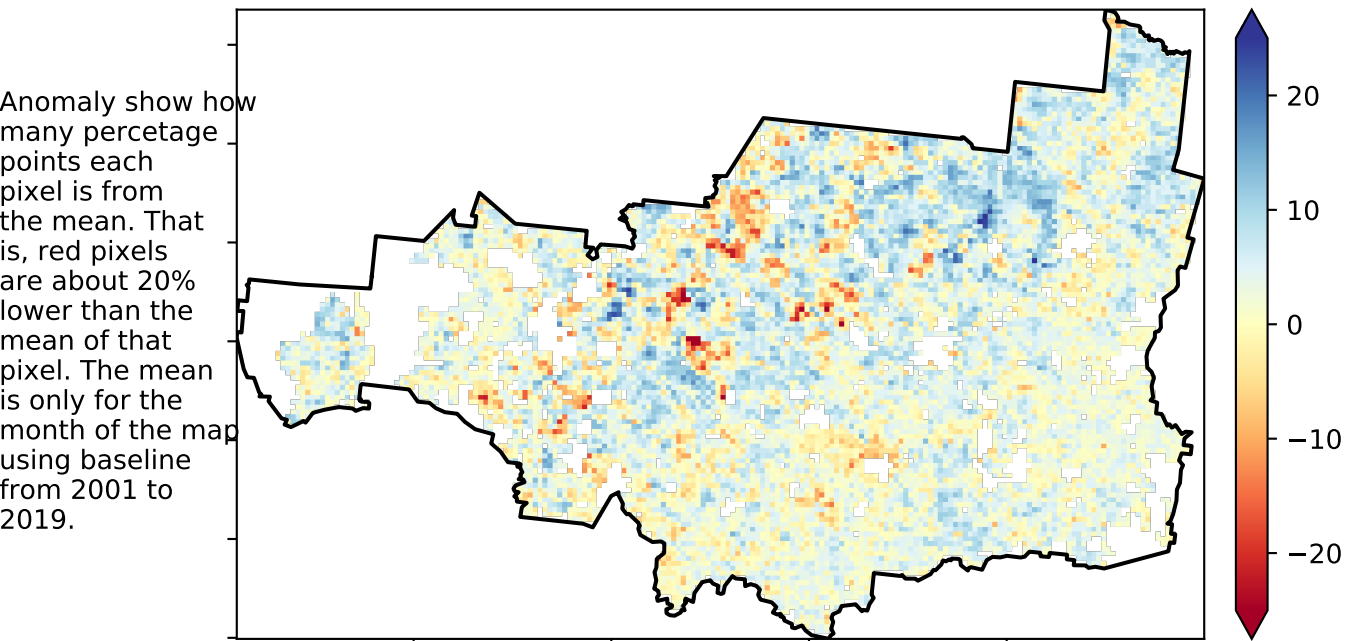 Anomaly show how
many percetage
points each
pixel is from
the mean. That
is, red pixels
are about 20%
lower than the
mean of that
pixel. The mean
is only for the
month of the map
using baseline
from 2001 to
2019.
20
10
0
−10
−20